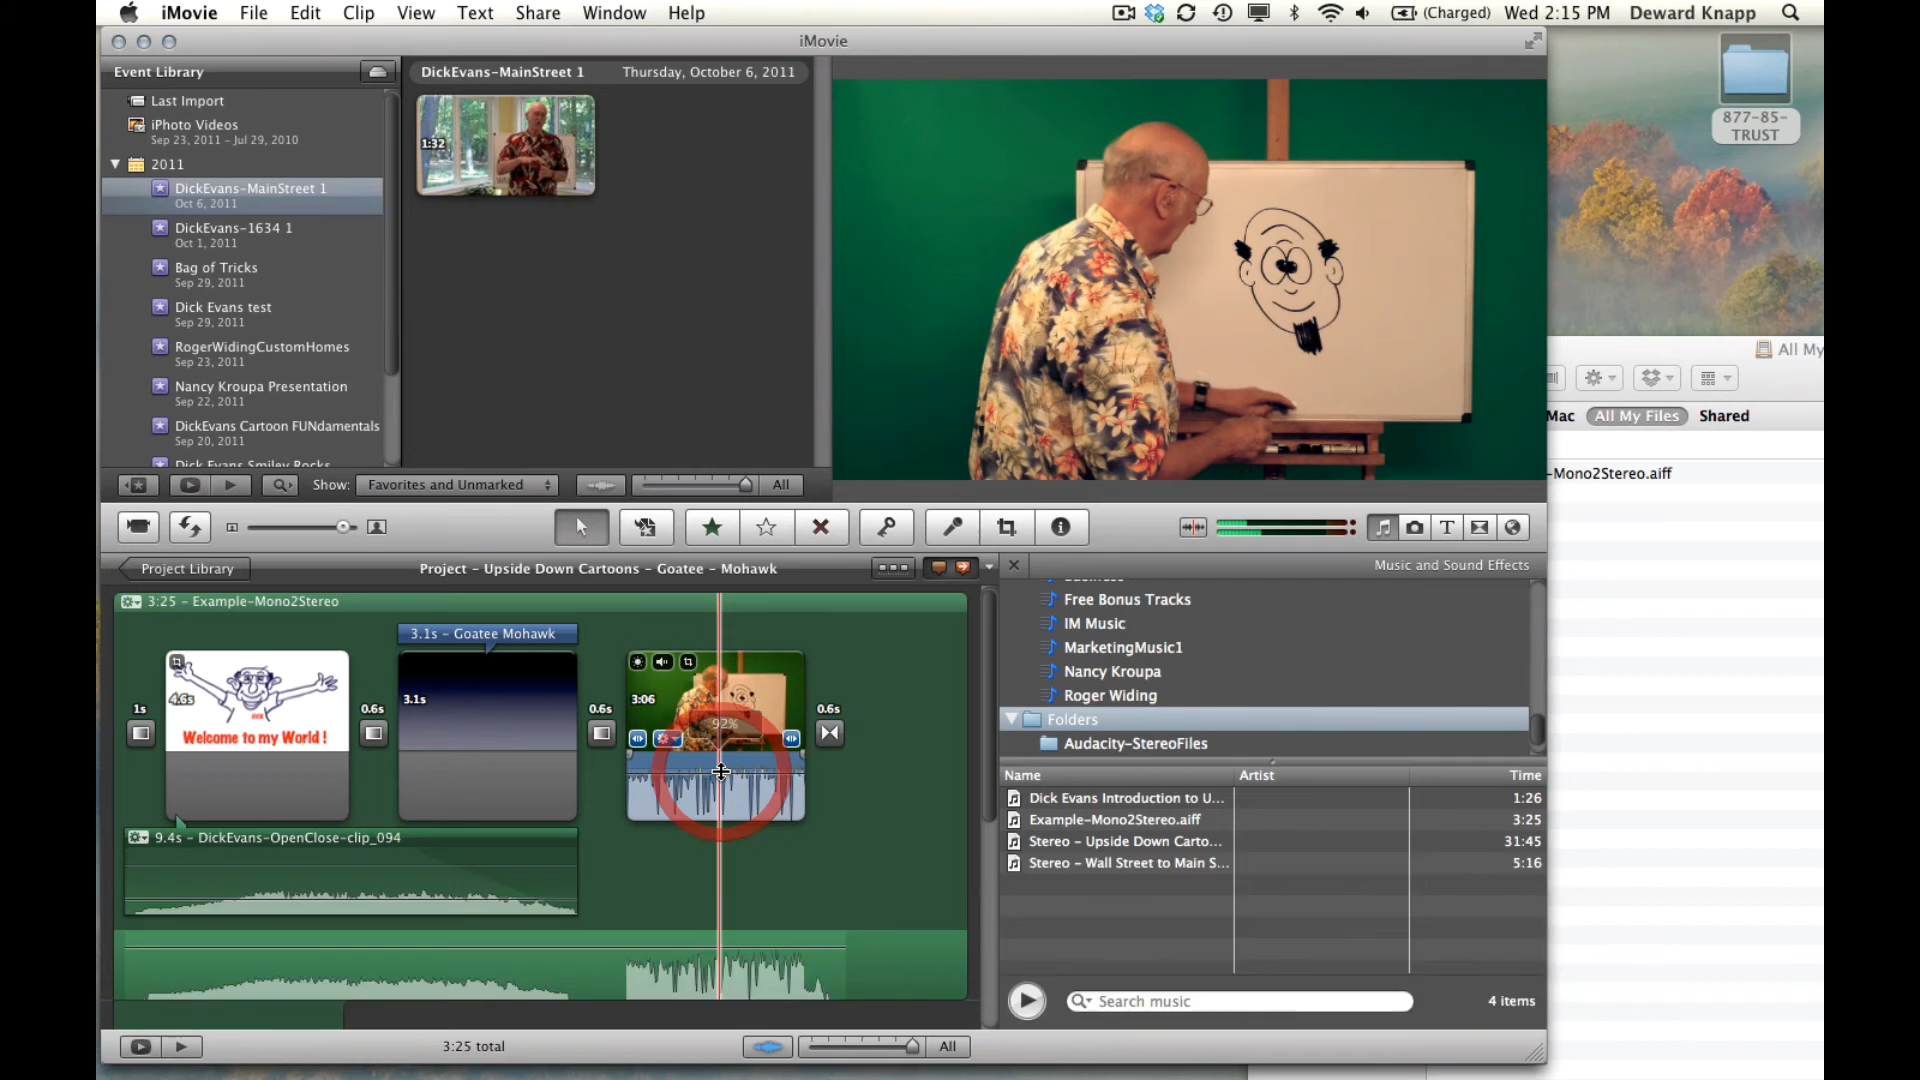 iMovie File Edit Clip View Text Share Window Help
(Charged) Wed 2:15 PM Deward Knapp
iMovie
877-85-
TRUST
Event Library
DickEvans-MainStreet 1 Thursday, October 6, 2011
Last Import
iPhoto Videos
Sep 23, 2011 – Jul 29, 2010
2011
DickEvans-MainStreet 1
Oct 6, 2011
DickEvans-1634 1
Oct 1, 2011
Bag of Tricks
Sep 29, 2011
Dick Evans test
Sep 29, 2011
RogerWidingCustomHomes
Sep 23, 2011
Nancy Kroupa Presentation
Sep 22, 2011
DickEvans Cartoon FUNdamentals
Sep 20, 2011
Dick Evans Smiley Rocks
1:32
All My
Mac All My Files Shared
-Mono2Stereo.aiff
Show: Favorites and Unmarked All
Project Library Project – Upside Down Cartoons – Goatee – Mohawk
Music and Sound Effects
3:25 – Example-Mono2Stereo
3.1s – Goatee Mohawk
1s
4.6s
Welcome to my World !
0.6s
3.1s
0.6s
3:06
92%
0.6s
9.4s – DickEvans-OpenClose-clip_094
Free Bonus Tracks
IM Music
MarketingMusic1
Nancy Kroupa
Roger Widing
Folders
Audacity-StereoFiles
Name Artist Time
Dick Evans Introduction to U... 1:26
Example-Mono2Stereo.aiff 3:25
Stereo – Upside Down Carto... 31:45
Stereo – Wall Street to Main S... 5:16
Search music 4 items
3:25 total All